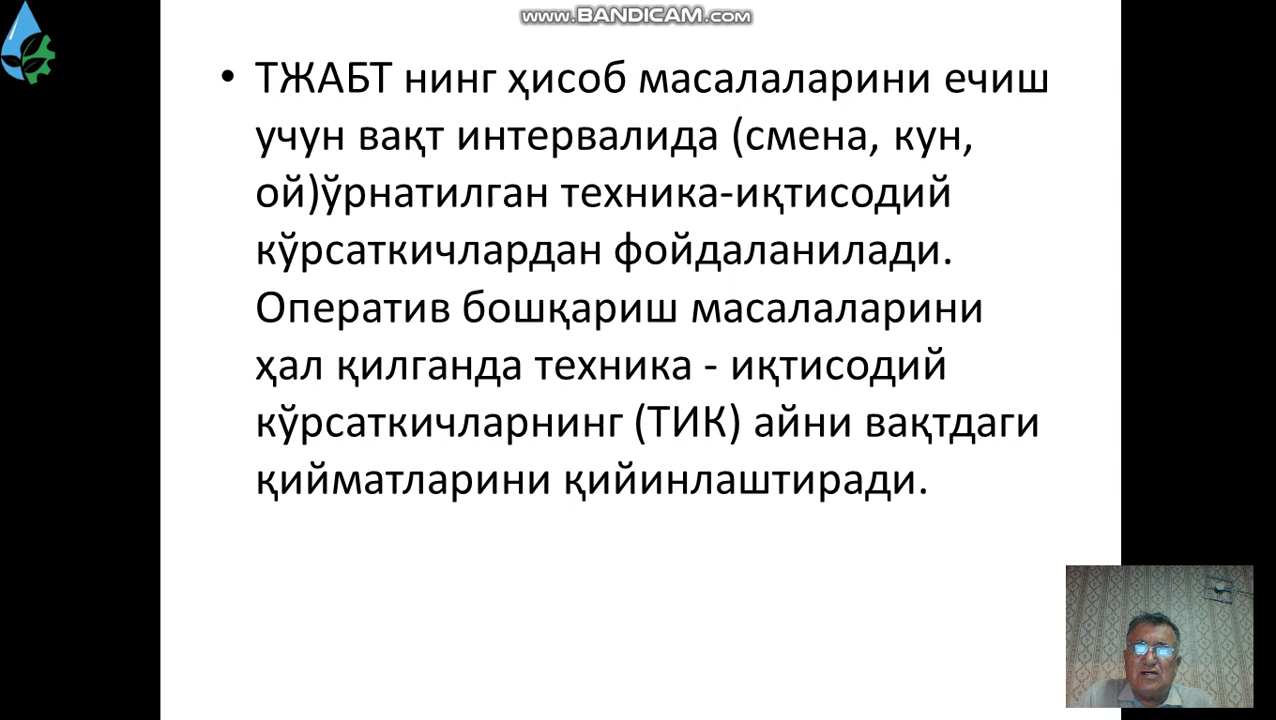 www.BANDICAM.com
• ТЖАБТ нинг ҳисоб масалаларини ечиш
учун вақт интервалида (смена, кун,
ой)ўрнатилган техника-иқтисодий
кўрсаткичлардан фойдаланилади.
Оператив бошқариш масалаларини
ҳал қилганда техника - иқтисодий
кўрсаткичларнинг (ТИК) айни вақтдаги
қийматларини қийинлаштиради.